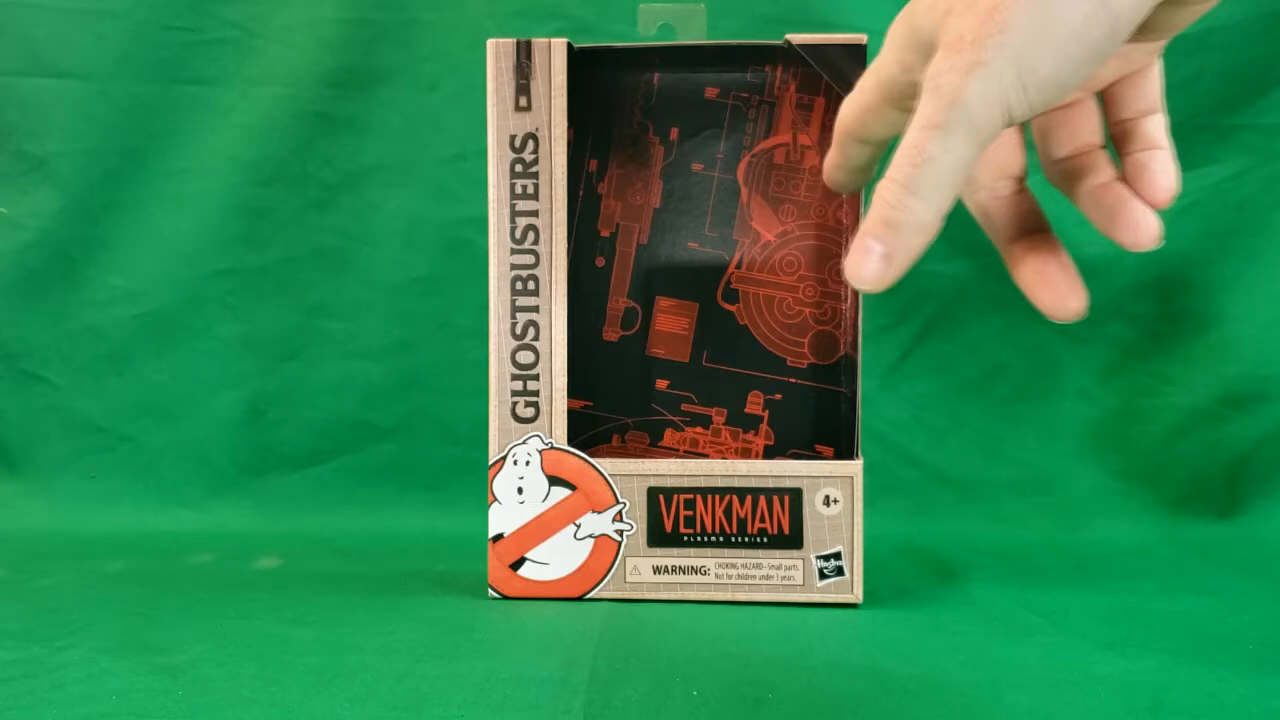 GHOSTBUSTERS
VENKMAN
PLASMA SERIES
4+
WARNING:
CHOKING HAZARD–Small parts.
Not for children under 3 years.
Hasbro